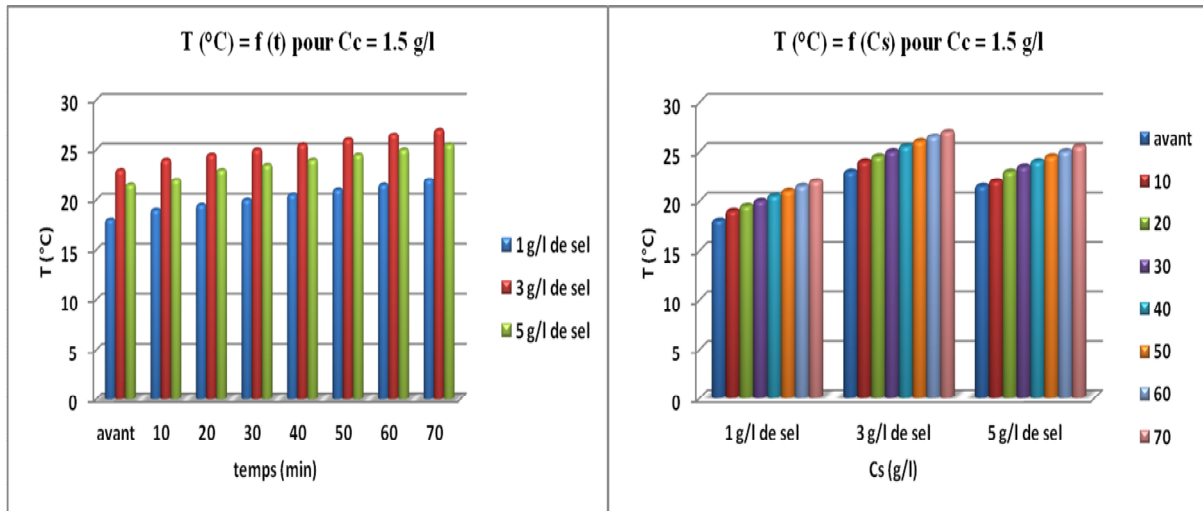 T (°C) = f (t) pour Cc = 1.5 g/l
30
25
20
15
10
5
0
T (°C)
avant 10 20 30 40 50 60 70
temps (min)
1 g/l de sel
3 g/l de sel
5 g/l de sel
T (°C) = f (Cs) pour Cc = 1.5 g/l
30
25
20
15
10
5
0
T (°C)
1 g/l de sel 3 g/l de sel 5 g/l de sel
Cs (g/l)
avant
10
20
30
40
50
60
70